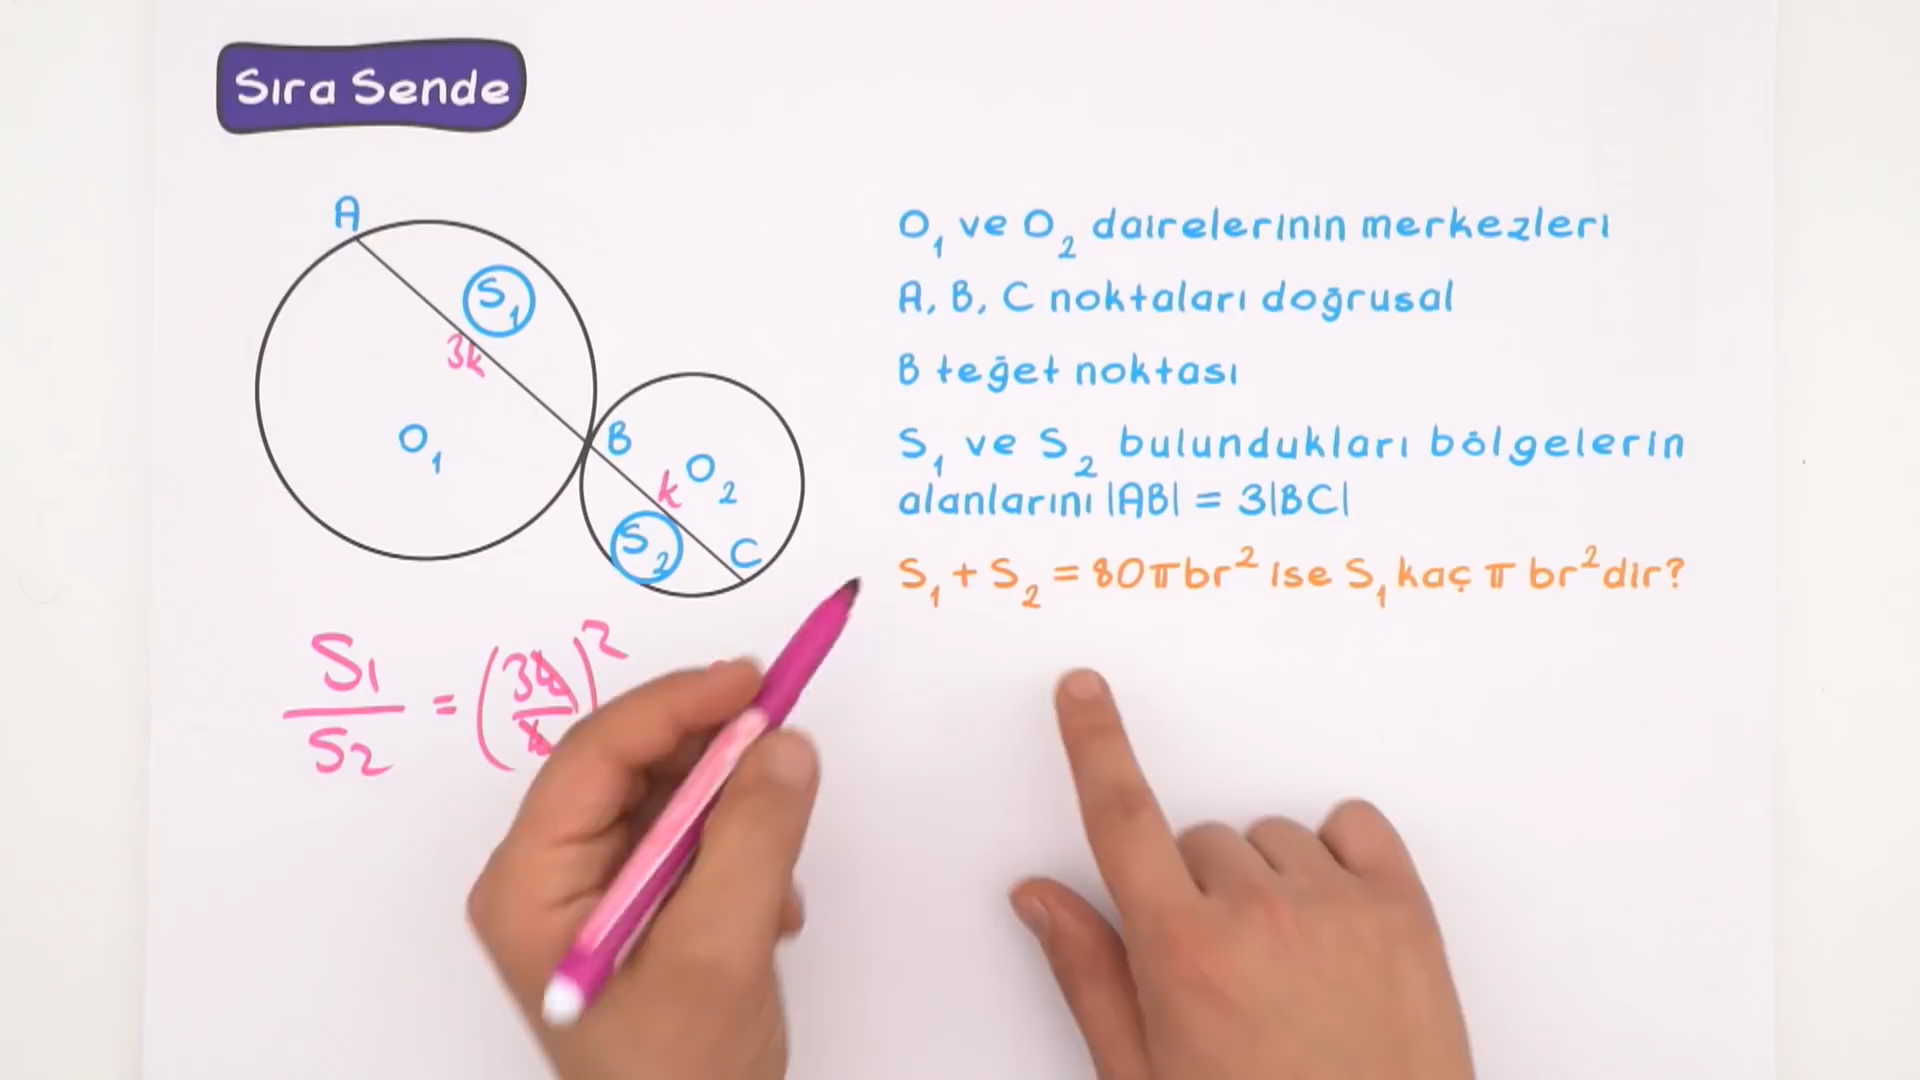 Sıra Sende
A
S1
3k
O1
B
O2
k
S2
C
O1 ve O2 dairelerinin merkezleri
A, B, C noktaları doğrusal
B teğet noktası
S1 ve S2 bulundukları bölgelerin
alanlarını |AB| = 3|BC|
S1 + S2 = 80π br² ise S1 kaç π br² dir?
S1/S2 = (3k/k)²